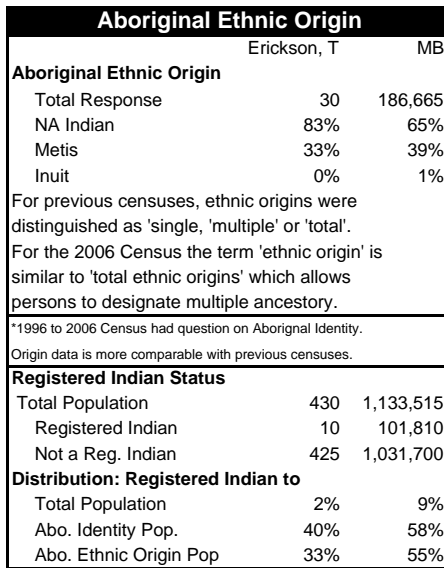 Aboriginal Ethnic Origin
Erickson, T MB
Aboriginal Ethnic Origin
Total Response 30 186,665
NA Indian 83% 65%
Metis 33% 39%
Inuit 0% 1%
For previous censuses, ethnic origins were
distinguished as 'single, 'multiple' or 'total'.
For the 2006 Census the term 'ethnic origin' is
similar to 'total ethnic origins' which allows
persons to designate multiple ancestory.
*1996 to 2006 Census had question on Aborignal Identity.
Origin data is more comparable with previous censuses.
Registered Indian Status
Total Population 430 1,133,515
Registered Indian 10 101,810
Not a Reg. Indian 425 1,031,700
Distribution: Registered Indian to
Total Population 2% 9%
Abo. Identity Pop. 40% 58%
Abo. Ethnic Origin Pop 33% 55%